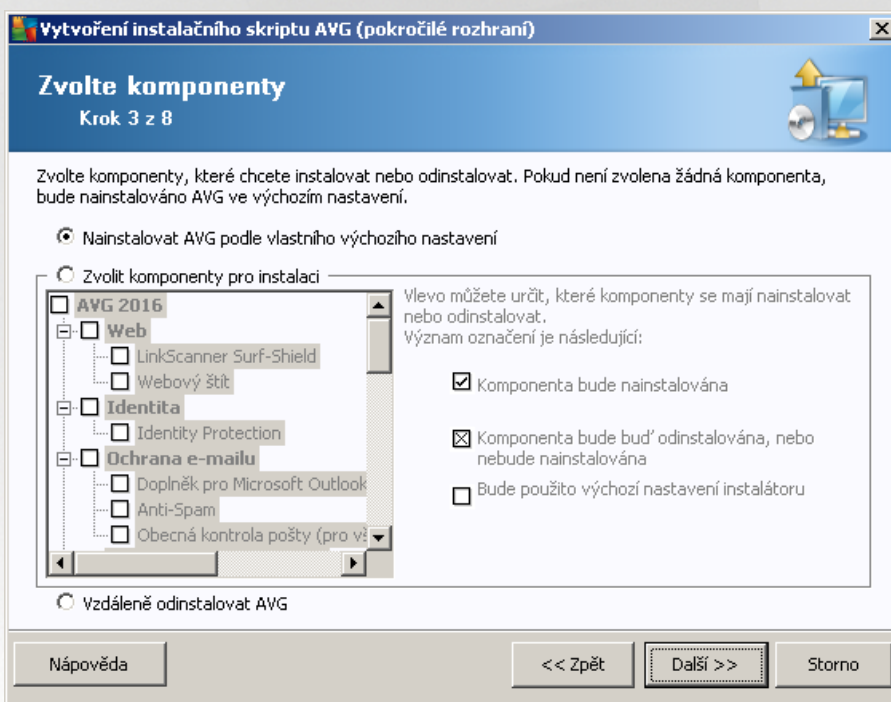 Vytvoření instalačního skriptu AVG (pokročilé rozhraní)
Zvolte komponenty
Krok 3 z 8
Zvolte komponenty, které chcete instalovat nebo odinstalovat. Pokud není zvolena žádná komponenta,
bude nainstalováno AVG ve výchozím nastavení.
Nainstalovat AVG podle vlastního výchozího nastavení
Zvolit komponenty pro instalaci
AVG 2016
Web
LinkScanner Surf-Shield
Webový štít
Identita
Identity Protection
Ochrana e-mailu
Doplněk pro Microsoft Outlook
Anti-Spam
Obecná kontrola pošty (pro vš
Vlevo můžete určit, které komponenty se mají nainstalovat
nebo odinstalovat.
Význam označení je následující:
Komponenta bude nainstalována
Komponenta bude buď odinstalována, nebo
nebude nainstalována
Bude použito výchozí nastavení instalátoru
Vzdáleně odinstalovat AVG
Nápověda
<< Zpět
Další >>
Storno